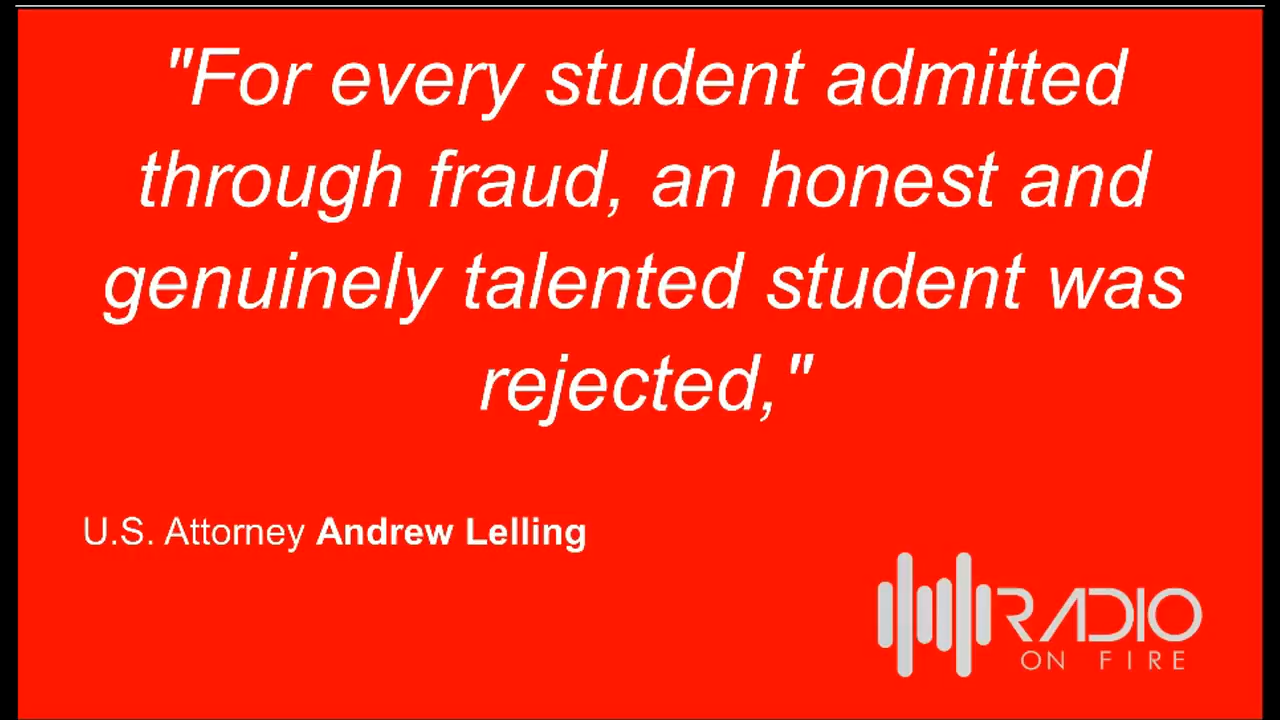 "For every student admitted
through fraud, an honest and
genuinely talented student was
rejected,"
U.S. Attorney Andrew Lelling
RADIO
ON FIRE